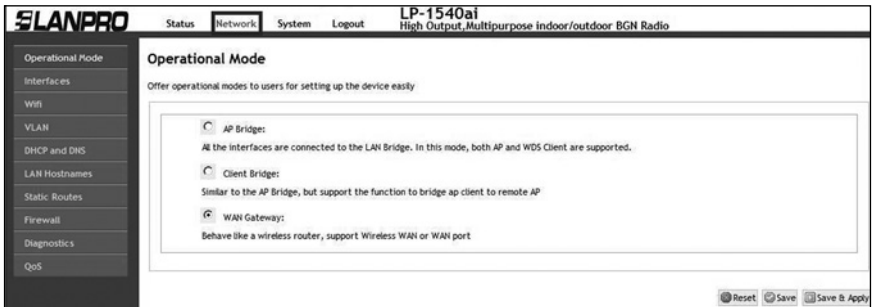 LANPRO
Status Network System Logout
LP-1540ai
High Output,Multipurpose indoor/outdoor BGN Radio
Operational Mode
Interfaces
Wifi
VLAN
DHCP and DNS
LAN Hostnames
Static Routes
Firewall
Diagnostics
QoS
Operational Mode
Offer operational modes to users for setting up the device easily
AP Bridge:
All the interfaces are connected to the LAN Bridge. In this mode, both AP and WDS Client are supported.
Client Bridge:
Similar to the AP Bridge, but support the function to bridge ap client to remote AP
WAN Gateway:
Behave like a wireless router, support Wireless WAN or WAN port
Reset Save Save & Apply